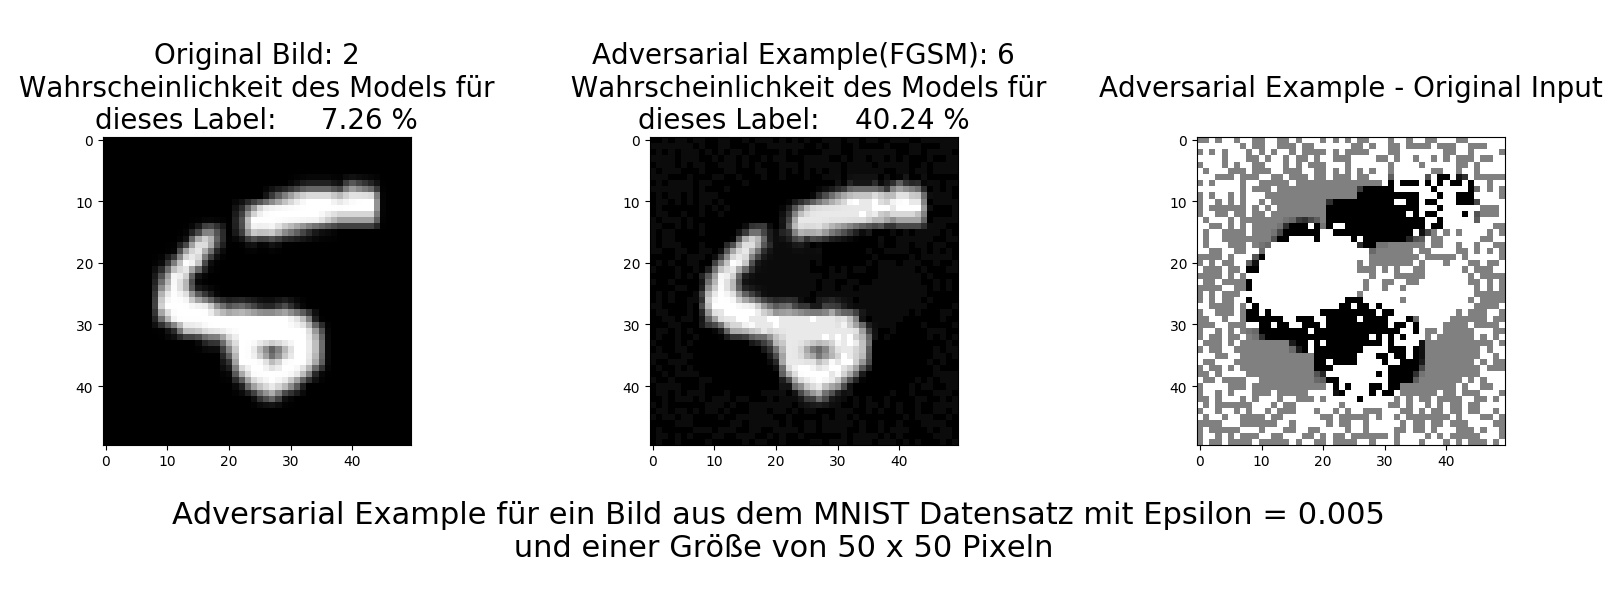 Original Bild: 2
Wahrscheinlichkeit des Models für
dieses Label: 7.26 %
0
10
20
30
40
0 10 20 30 40
Adversarial Example(FGSM): 6
Wahrscheinlichkeit des Models für
dieses Label: 40.24 %
0
10
20
30
40
0 10 20 30 40
Adversarial Example - Original Input
0
10
20
30
40
0 10 20 30 40
Adversarial Example für ein Bild aus dem MNIST Datensatz mit Epsilon = 0.005
und einer Größe von 50 x 50 Pixeln